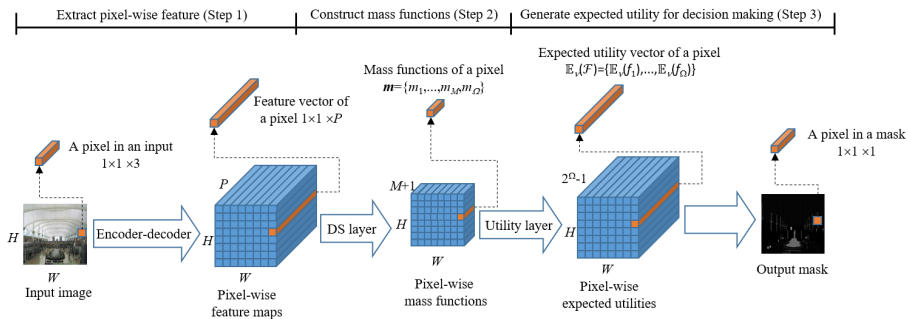 Extract pixel-wise feature (Step 1)
Construct mass functions (Step 2)
Generate expected utility for decision making (Step 3)
A pixel in an input
1×1 ×3
Feature vector of
a pixel 1×1 ×P
Mass functions of a pixel
m={m₁,...,m_M,m_Ω}
Expected utility vector of a pixel
𝔼ᵥ(ℱ)={𝔼ᵥ(f₁),...,𝔼ᵥ(f_Ω)}
A pixel in a mask
1×1 ×1
P
M+1
2^Ω-1
H
Encoder-decoder
H
DS layer
H
Utility layer
H
W
Input image
W
Pixel-wise
feature maps
W
Pixel-wise
mass functions
W
Pixel-wise
expected utilities
Output mask